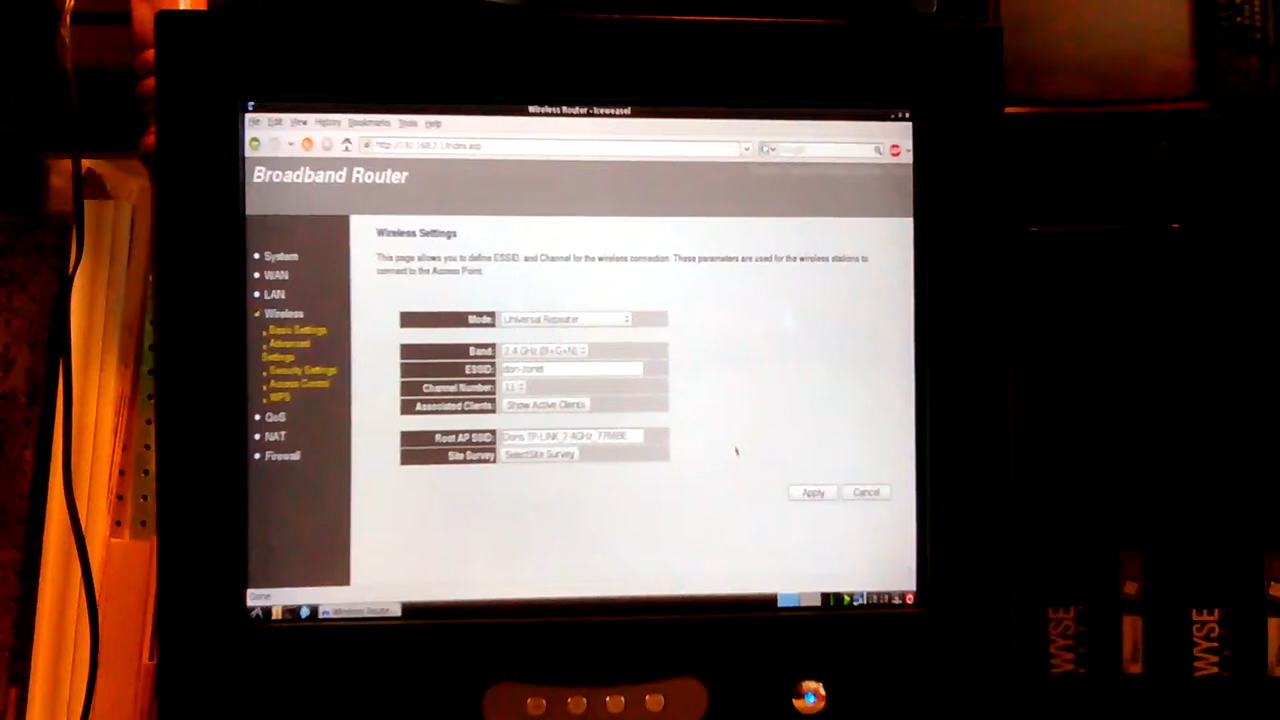 Wireless Router - Iceweasel
File Edit View History Bookmarks Tools Help
Broadband Router
Wireless Settings
This page allows you to define ESSID, and Channel for the wireless connection. These parameters are used for the wireless stations to
connect to the Access Point.
System
WAN
LAN
Wireless
Basic Settings
Advanced
Settings
Security Settings
Access Control
WPS
QoS
NAT
Firewall
Mode: Universal Repeater
Band: 2.4 GHz (B+G+N)
ESSID: don-zonet
Channel Number: 11
Associated Clients: Show Active Clients
Root AP SSID:
Site Survey SelectSite Survey
Apply Cancel
Done
Wireless Router
WYSE
WYSE